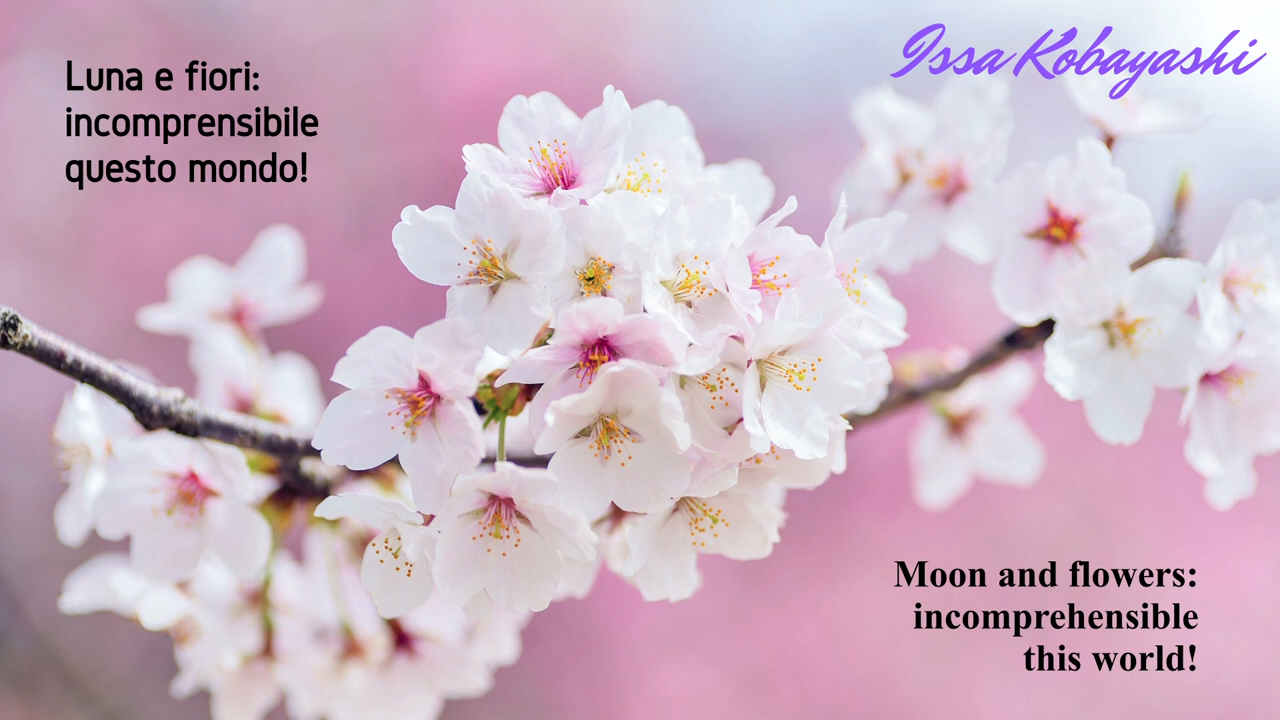 Issa Kobayashi
Luna e fiori:
incomprensibile
questo mondo!
Moon and flowers:
incomprehensible
this world!